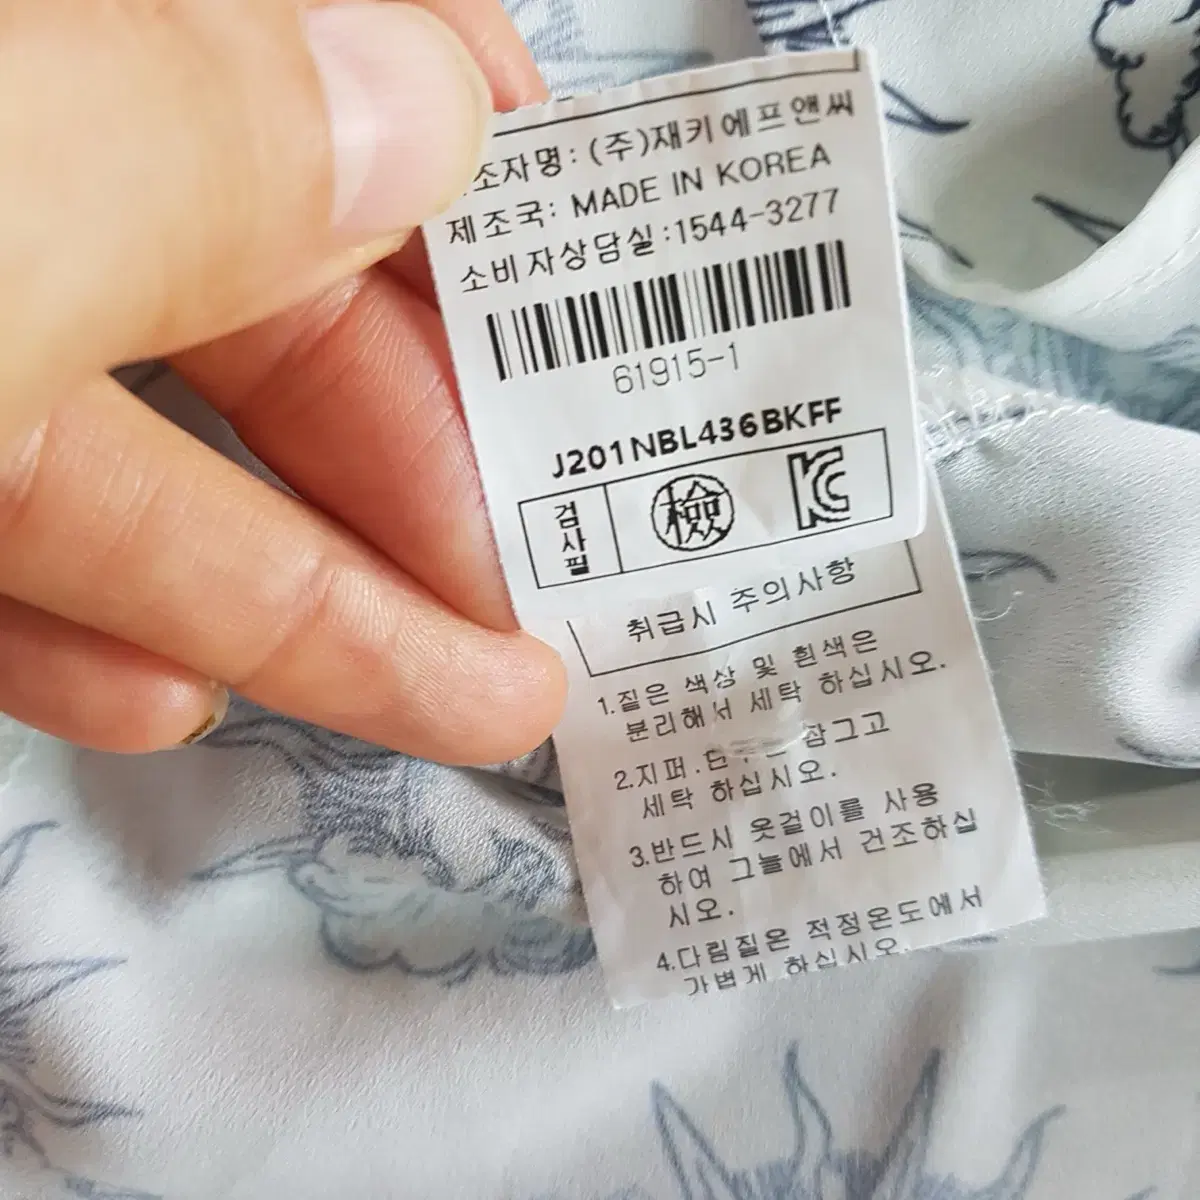 제조자명: (주)재키에프앤씨
제조국: MADE IN KOREA
소비자상담실:1544-3277
61915-1
J201NBL436BKFF
검사필
檢
KC
취급시 주의사항
1.짙은 색상 및 흰색은
분리해서 세탁 하십시오.
2.지퍼. 잠그고
세탁 하십시오.
3.반드시 옷걸이를 사용
하여 그늘에서 건조하십
시오.
4.다림질은 적정온도에서
가볍게 하십시오.